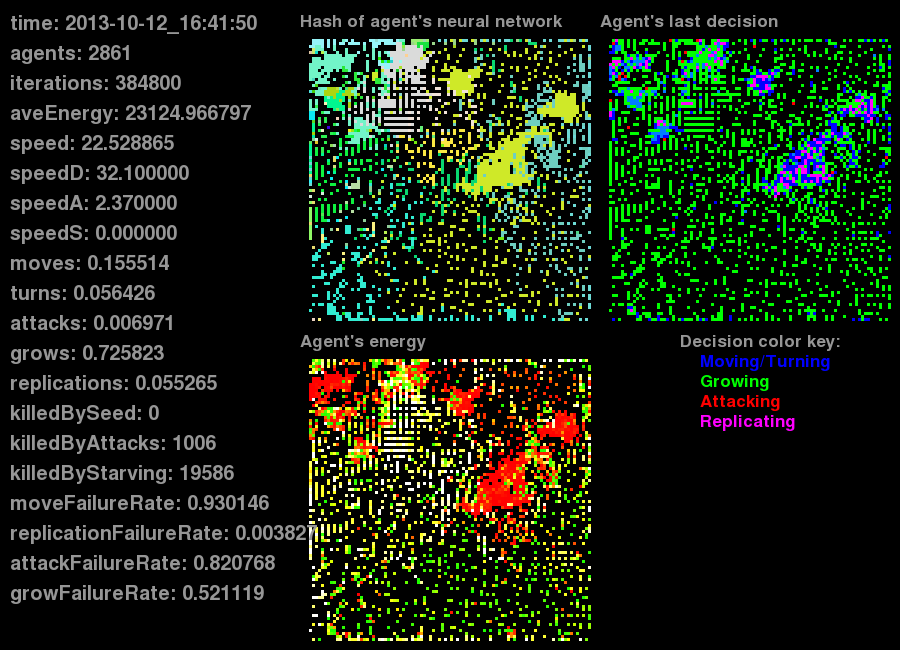 time: 2013-10-12_16:41:50
agents: 2861
iterations: 384800
aveEnergy: 23124.966797
speed: 22.528865
speedD: 32.100000
speedA: 2.370000
speedS: 0.000000
moves: 0.155514
turns: 0.056426
attacks: 0.006971
grows: 0.725823
replications: 0.055265
killedBySeed: 0
killedByAttacks: 1006
killedByStarving: 19586
moveFailureRate: 0.930146
replicationFailureRate: 0.003827
attackFailureRate: 0.820768
growFailureRate: 0.521119
Hash of agent's neural network
Agent's last decision
Agent's energy
Decision color key:
Moving/Turning
Growing
Attacking
Replicating